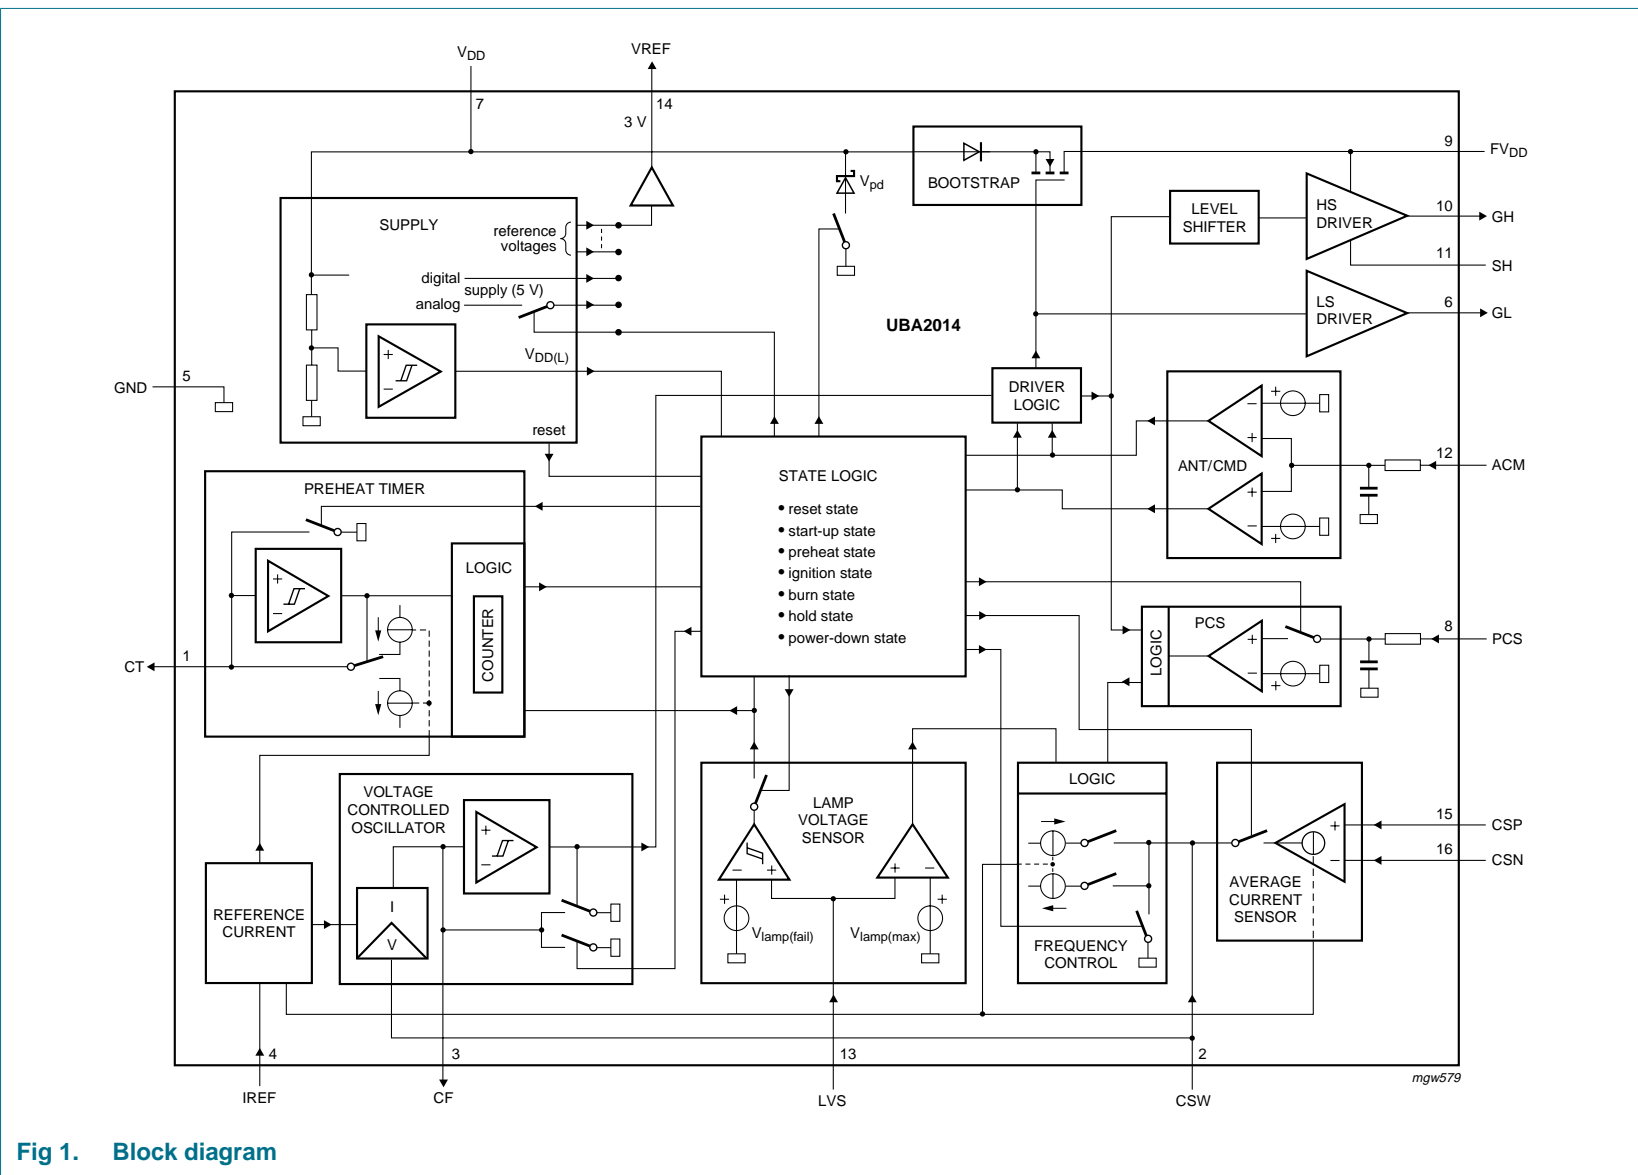 VDD
VREF
7
14
3 V
9
FVDD
BOOTSTRAP
Vpd
SUPPLY
reference
voltages
digital
supply (5 V)
analog
VDD(L)
reset
LEVEL
SHIFTER
HS
DRIVER
10
GH
11
SH
LS
DRIVER
6
GL
UBA2014
5
GND
DRIVER
LOGIC
ANT/CMD
12
ACM
PREHEAT TIMER
LOGIC
COUNTER
1
CT
STATE LOGIC
• reset state
• start-up state
• preheat state
• ignition state
• burn state
• hold state
• power-down state
LOGIC
PCS
8
PCS
VOLTAGE
CONTROLLED
OSCILLATOR
I
V
REFERENCE
CURRENT
LAMP
VOLTAGE
SENSOR
Vlamp(fail)
Vlamp(max)
LOGIC
FREQUENCY
CONTROL
AVERAGE
CURRENT
SENSOR
15
CSP
16
CSN
4
3
13
2
IREF
CF
LVS
CSW
mgw579
Fig 1. Block diagram